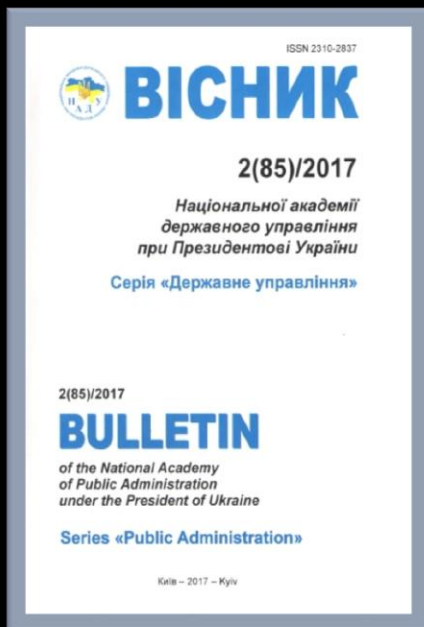 ISSN 2310-2837
ВІСНИК
НАДУ
2(85)/2017
Національної академії
державного управління
при Президентові України
Серія «Державне управління»
2(85)/2017
BULLETIN
of the National Academy
of Public Administration
under the President of Ukraine
Series «Public Administration»
Київ – 2017 – Kyiv